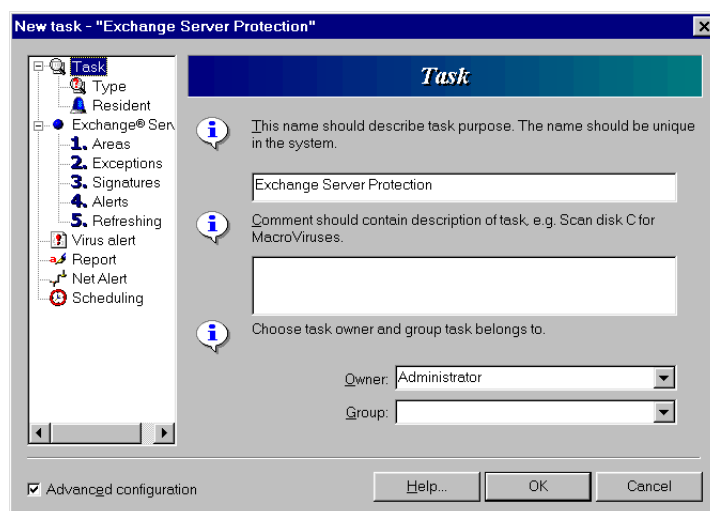 New task - "Exchange Server Protection"
Task
Type
Resident
Exchange® Ser
1. Areas
2. Exceptions
3. Signatures
4. Alerts
5. Refreshing
Virus alert
Report
Net Alert
Scheduling
Task
This name should describe task purpose. The name should be unique
in the system.
Exchange Server Protection
Comment should contain description of task, e.g. Scan disk C for
MacroViruses.
Choose task owner and group task belongs to.
Owner: Administrator
Group:
Advanced configuration
Help...
OK
Cancel